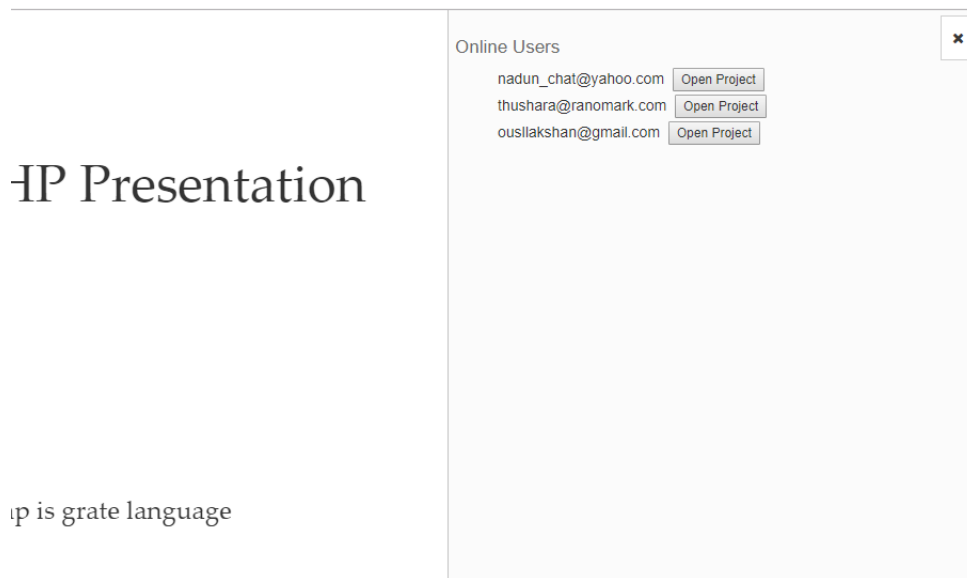 Online Users
nadun_chat@yahoo.com Open Project
thushara@ranomark.com Open Project
ousllakshan@gmail.com Open Project
HP Presentation
is grate language